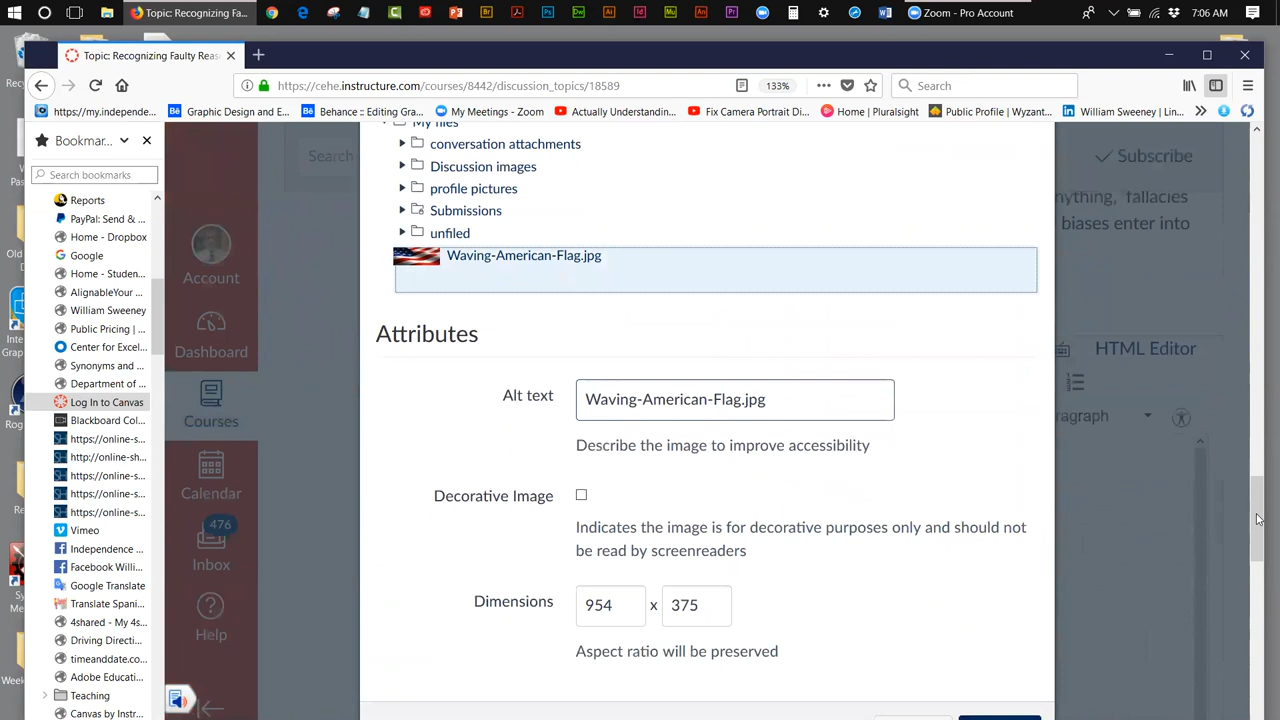 Topic: Recognizing Fa...
Zoom - Pro Account
7:06 AM
Topic: Recognizing Faulty Reas
https://cehe.instructure.com/courses/8442/discussion_topics/18589
133%
Search
https://my.independe...
Graphic Design and E...
Behance :: Editing Beh...
My Meetings - Zoom
Actually Understandin...
Fix Camera Portrait Di...
Home | Pluralsight
Public Profile | Wyzant...
William Sweeney | Lin...
Bookmar...
Search bookmarks
Reports
PayPal: Send & ...
Home - Dropbox
Google
Home - Studen...
AlignableYour ...
William Sweeney
Public Pricing | ...
Center for Excel...
Synonyms and ...
Department of ...
Log In to Canvas
Blackboard Col...
https://online-s...
http://online-sh...
https://online-s...
https://online-s...
https://online-s...
Vimeo
Independence ...
Facebook Willi...
Google Translate
Translate Spani...
4shared - My 4s...
Driving Directi...
timeanddate.co...
Adobe Educati...
Teaching
Canvas by Instr...
Account
Dashboard
Courses
Calendar
476
Inbox
Help
Search
Subscribe
anything, fallacies
biases enter into
HTML Editor
ragraph
My files
conversation attachments
Discussion images
profile pictures
Submissions
unfiled
Waving-American-Flag.jpg
Attributes
Alt text
Waving-American-Flag.jpg
Describe the image to improve accessibility
Decorative Image
Indicates the image is for decorative purposes only and should not
be read by screenreaders
Dimensions
954 x 375
Aspect ratio will be preserved